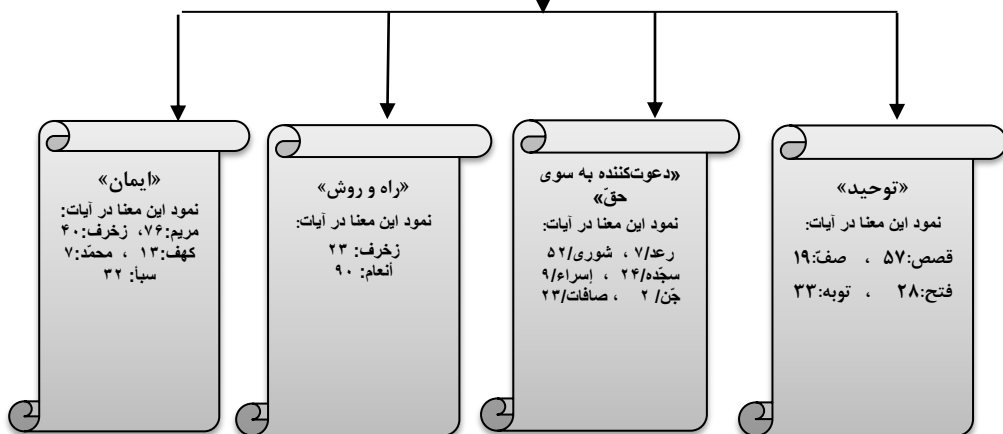 «توحید»
نمود این معنا در آیات:
قصص:۵۷ ، صفّ:۱۹
فتح:۲۸ ، توبه:۳۳
«دعوت‌کننده به سوی
حقّ»
نمود این معنا در آیات:
رعد/۷ ، شوری/۵۲
سجّده/۲۴ ، إسراء/۹
جّن/ ۲ ، صافات/۲۳
«راه و روش»
نمود این معنا در آیات:
زخرف: ۲۳
أنعام: ۹۰
«ایمان»
نمود این معنا در آیات:
مریم:۷۶، زخرف:۴۰
کهف:۱۳ ، محمّد:۷
سبأ: ۳۲